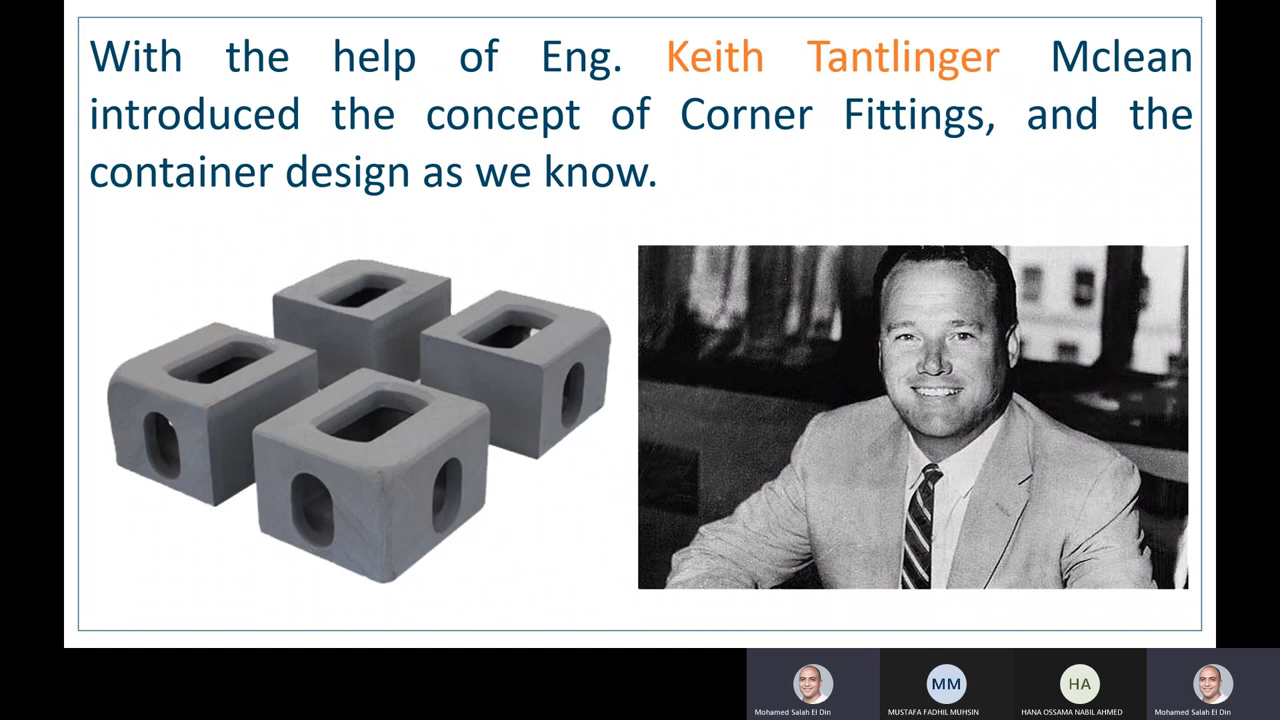 With the help of Eng. Keith Tantlinger Mclean
introduced the concept of Corner Fittings, and the
container design as we know.
MM
HA
Mohamed Salah El Din
MUSTAFA FADHIL MUHSIN
HANA OSSAMA NABIL AHMED
Mohamed Salah El Din